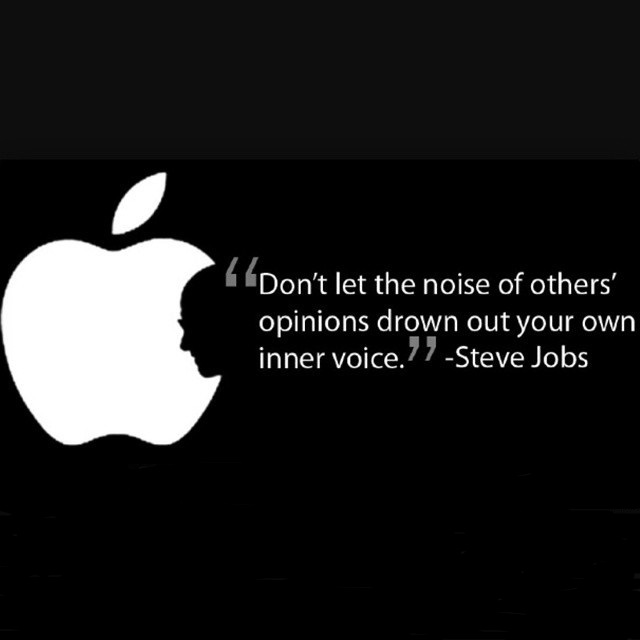 “Don’t let the noise of others’
opinions drown out your own
inner voice.” -Steve Jobs